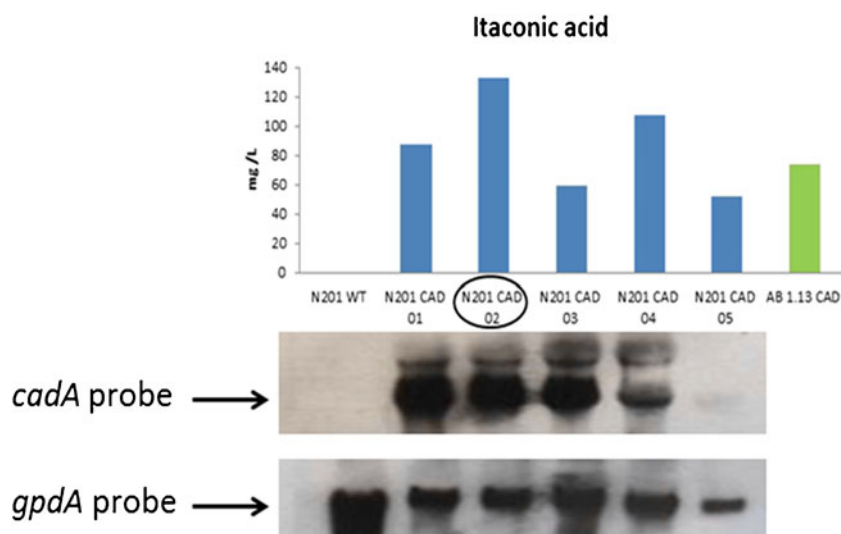 Itaconic acid
140
120
100
80
60
40
20
0
mg /L
N201 WT
N201 CAD
01
N201 CAD
02
N201 CAD
03
N201 CAD
04
N201 CAD
05
AB 1.13 CAD
cadA probe
gpdA probe